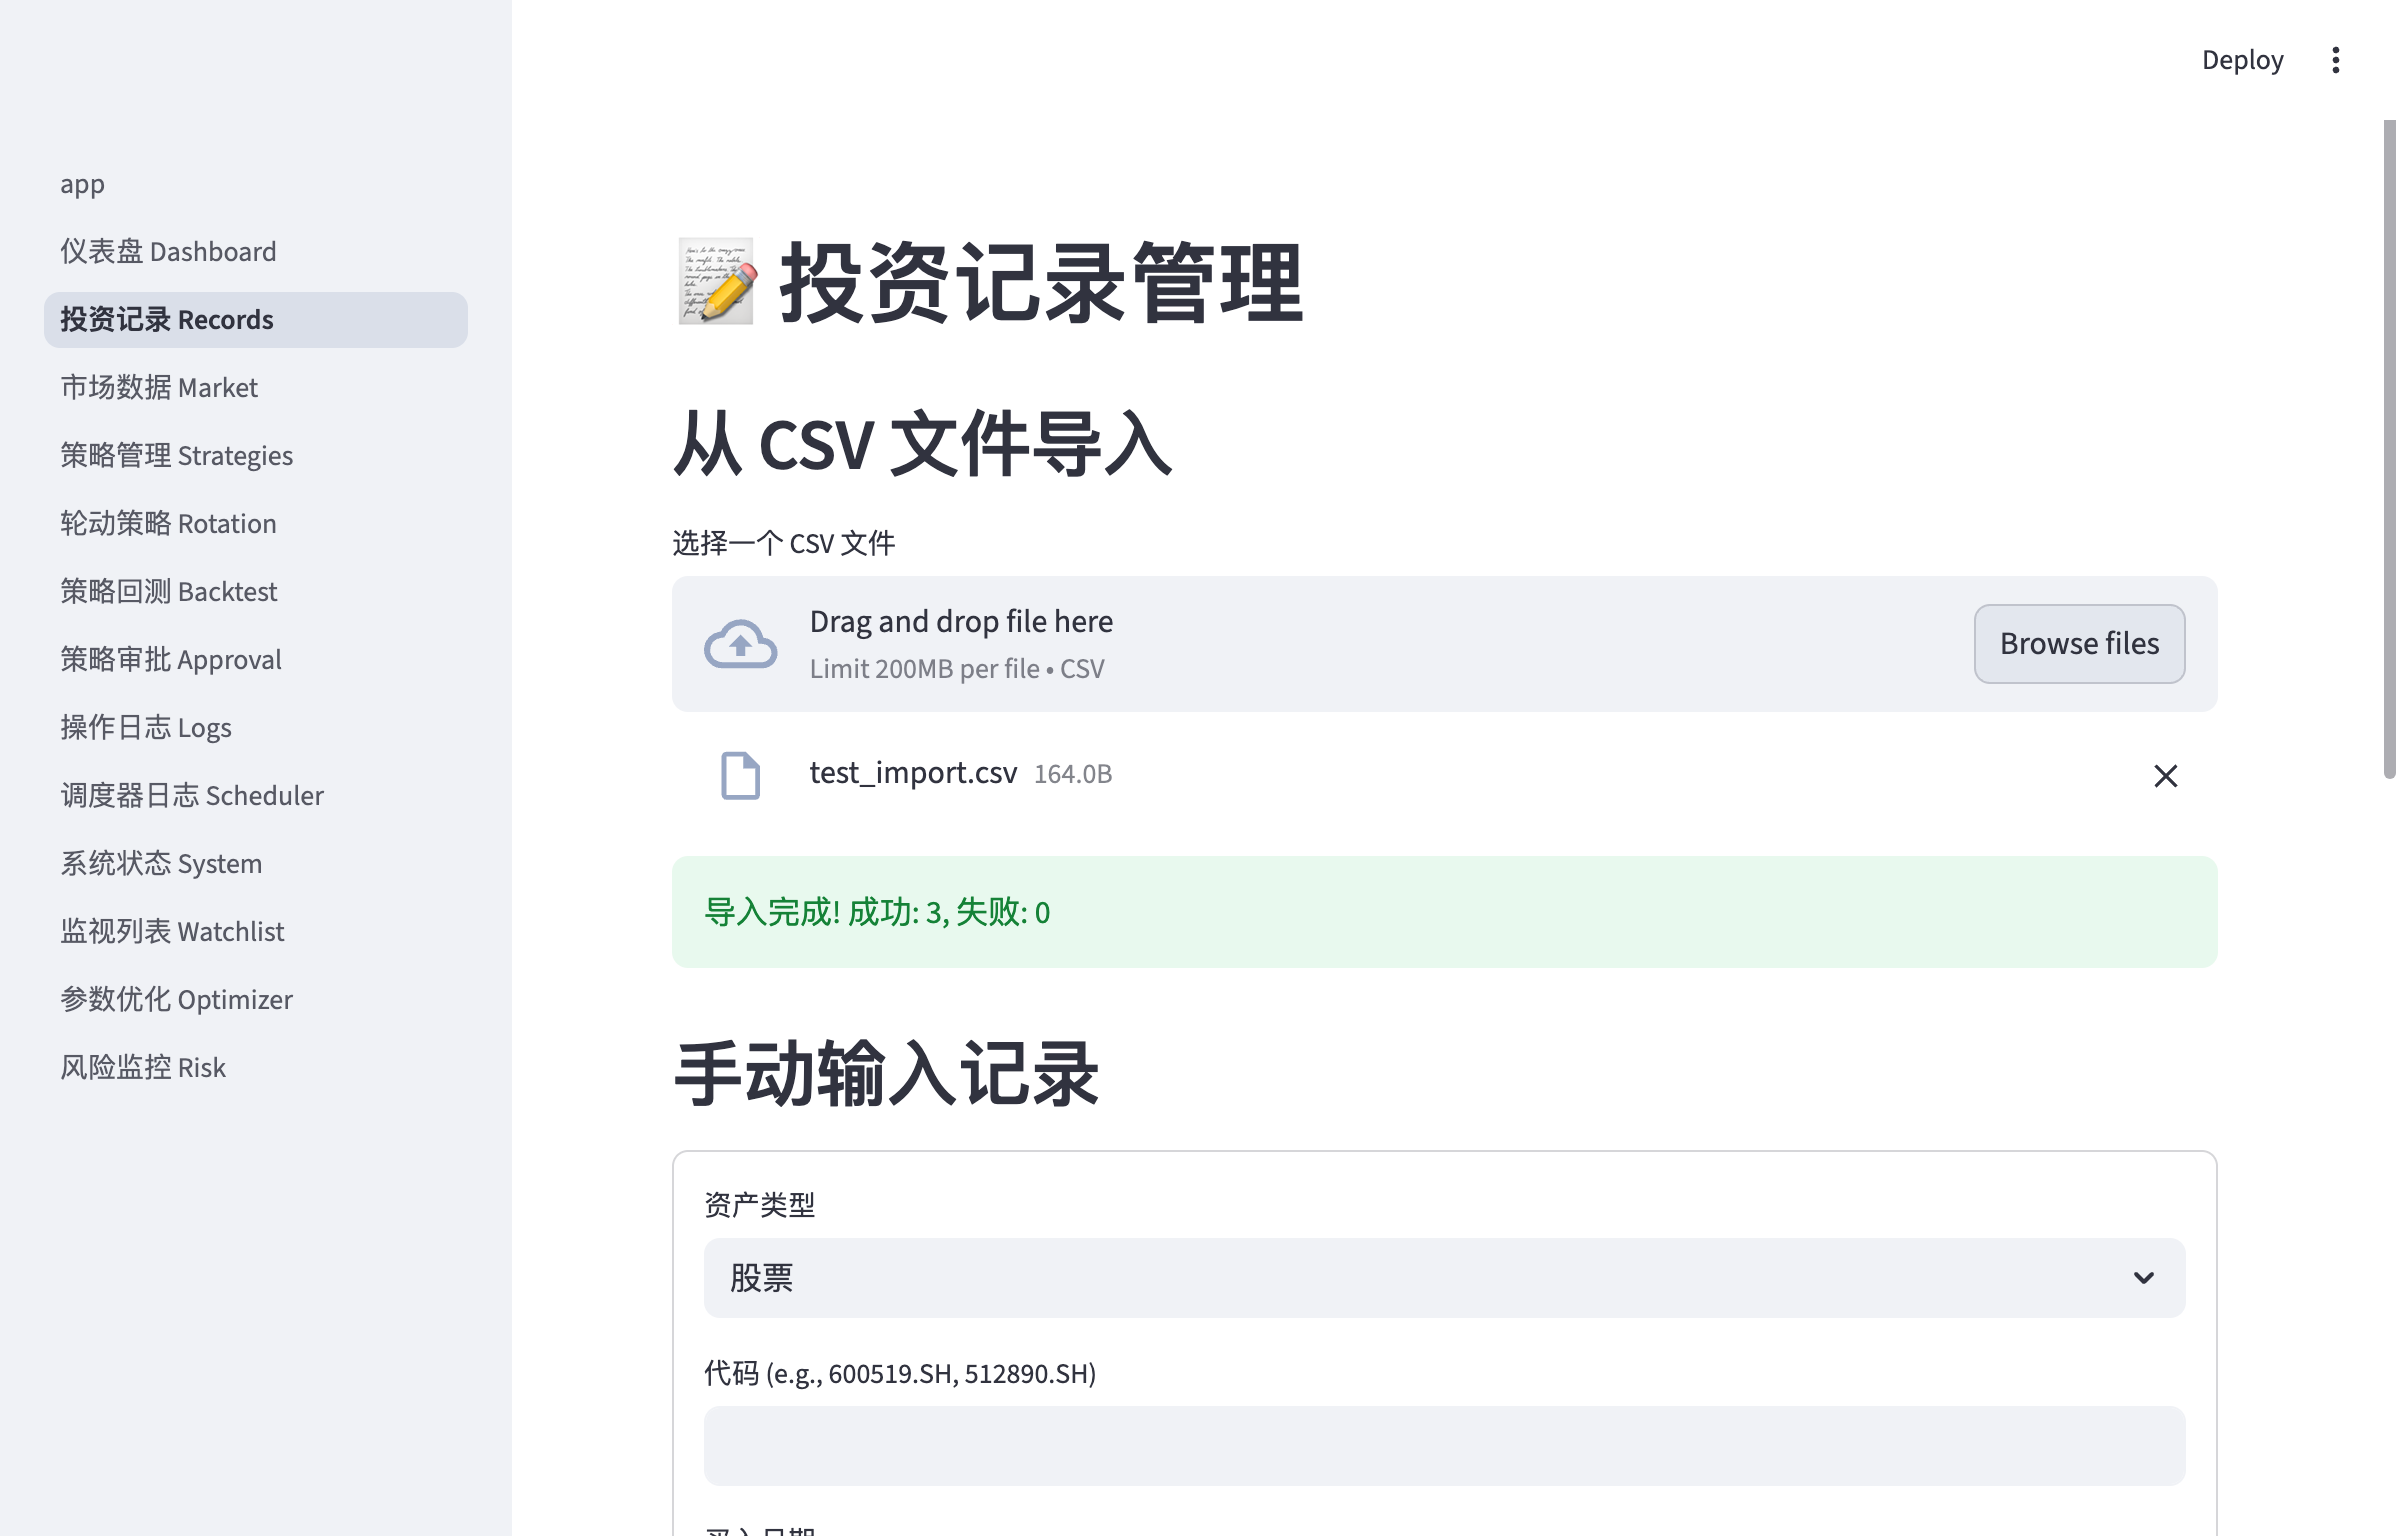 Deploy
app
仪表盘 Dashboard
投资记录 Records
市场数据 Market
策略管理 Strategies
轮动策略 Rotation
策略回测 Backtest
策略审批 Approval
操作日志 Logs
调度器日志 Scheduler
系统状态 System
监视列表 Watchlist
参数优化 Optimizer
风险监控 Risk
投资记录管理
从 CSV 文件导入
选择一个 CSV 文件
Drag and drop file here
Limit 200MB per file • CSV
Browse files
test_import.csv 164.0B
导入完成! 成功: 3, 失败: 0
手动输入记录
资产类型
股票
代码 (e.g., 600519.SH, 512890.SH)
买入日期